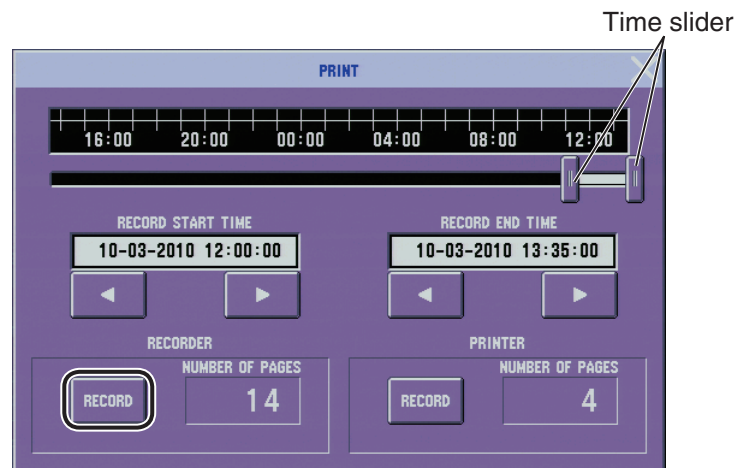 Time slider
PRINT
16:00 20:00 00:00 04:00 08:00 12:00
RECORD START TIME RECORD END TIME
10-03-2010 12:00:00 10-03-2010 13:35:00
RECORDER PRINTER
NUMBER OF PAGES NUMBER OF PAGES
RECORD 14 RECORD 4